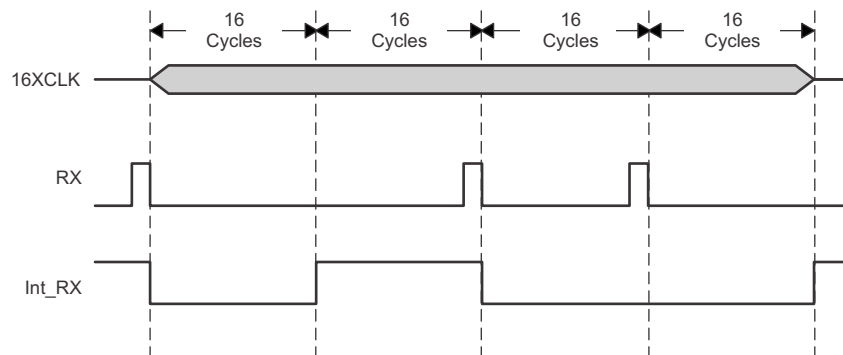 16
Cycles
16
Cycles
16
Cycles
16
Cycles
16XCLK
RX
Int_RX